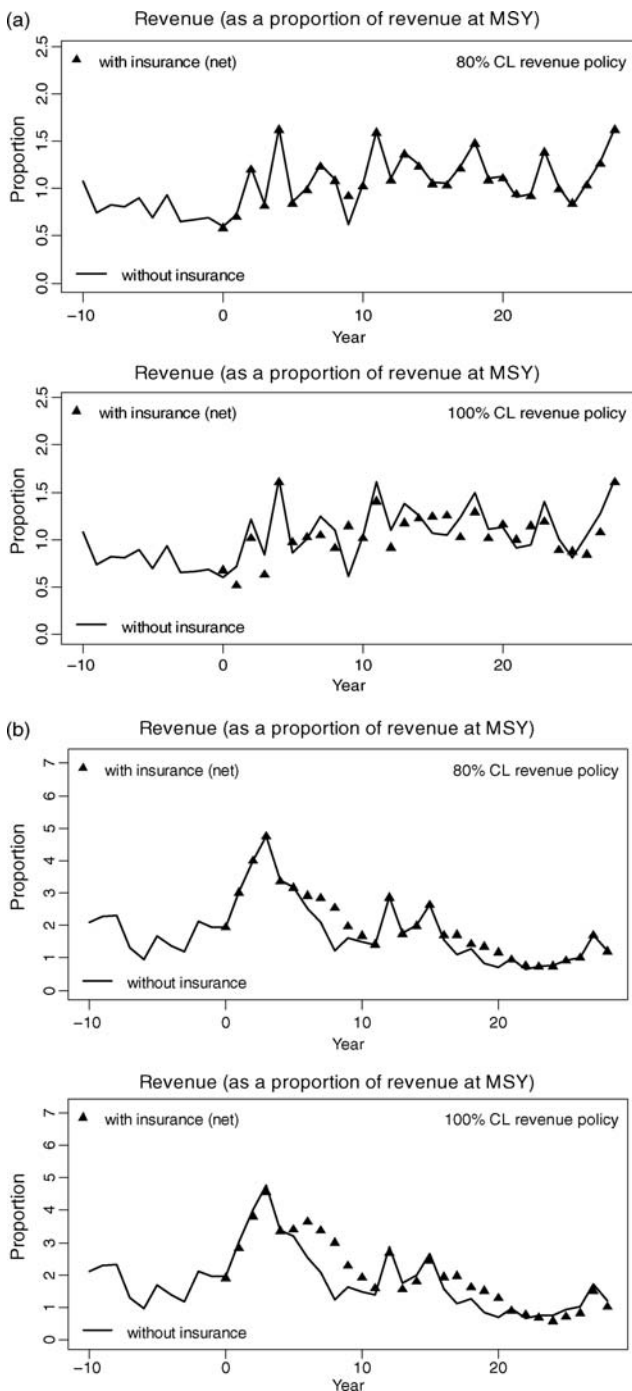 (a)
Revenue (as a proportion of revenue at MSY)
with insurance (net) 80% CL revenue policy
Proportion
2.5
2.0
1.5
1.0
0.5
0.0
without insurance
−10 0 10 20
Year
Revenue (as a proportion of revenue at MSY)
with insurance (net) 100% CL revenue policy
Proportion
2.5
2.0
1.5
1.0
0.5
0.0
without insurance
−10 0 10 20
Year
(b)
Revenue (as a proportion of revenue at MSY)
with insurance (net) 80% CL revenue policy
Proportion
7
6
5
4
3
2
1
0
without insurance
−10 0 10 20
Year
Revenue (as a proportion of revenue at MSY)
with insurance (net) 100% CL revenue policy
Proportion
7
6
5
4
3
2
1
0
without insurance
−10 0 10 20
Year